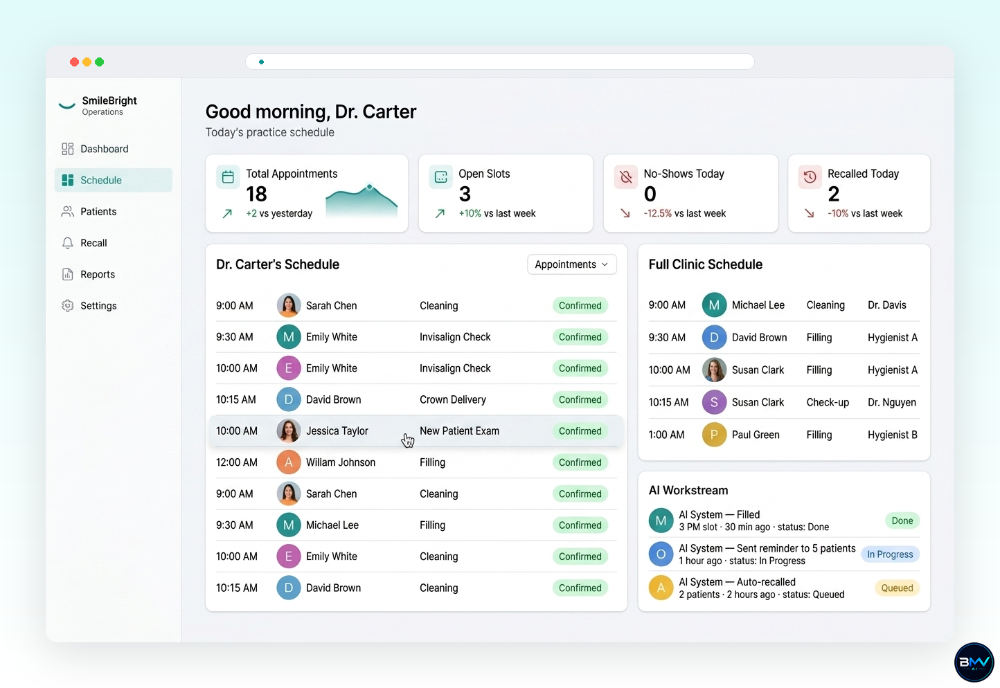 SmileBright
Operations
Dashboard
Schedule
Patients
Recall
Reports
Settings
Good morning, Dr. Carter
Today's practice schedule
Total Appointments
18
+2 vs yesterday
Open Slots
3
+10% vs last week
No-Shows Today
0
-12.5% vs last week
Recalled Today
2
-10% vs last week
Dr. Carter's Schedule
Appointments
9:00 AM Sarah Chen Cleaning Confirmed
9:30 AM M Emily White Invisalign Check Confirmed
10:00 AM E Emily White Invisalign Check Confirmed
10:15 AM D David Brown Crown Delivery Confirmed
10:00 AM Jessica Taylor New Patient Exam Confirmed
12:00 AM A Willam Johnson Filling Confirmed
9:00 AM Sarah Chen Cleaning Confirmed
9:30 AM M Michael Lee Filling Confirmed
10:00 AM E Emily White Cleaning Confirmed
10:15 AM D David Brown Cleaning Confirmed
Full Clinic Schedule
9:00 AM M Michael Lee Cleaning Dr. Davis
9:30 AM D David Brown Filling Hygienist A
10:00 AM Susan Clark Filling Hygienist A
10:15 AM S Susan Clark Check-up Dr. Nguyen
1:00 AM P Paul Green Filling Hygienist B
AI Workstream
M AI System — Filled
3 PM slot · 30 min ago · status: Done
Done
O AI System — Sent reminder to 5 patients
1 hour ago · status: In Progress
In Progress
A AI System — Auto-recalled
2 patients · 2 hours ago · status: Queued
Queued
BMV
AI